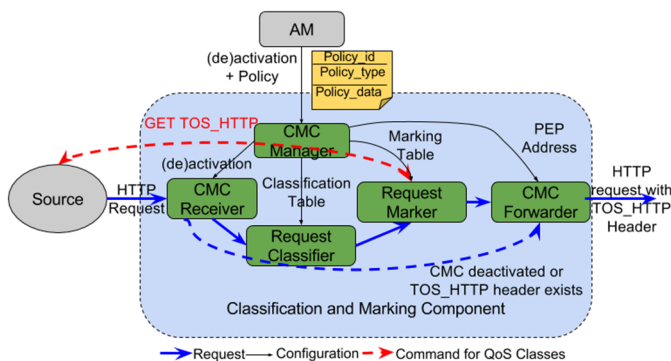 AM
(de)activation
+ Policy
Policy_id
Policy_type
Policy_data
GET TOS_HTTP
CMC
Manager
Marking
Table
PEP
Address
(de)activation
Classification
Table
Source
HTTP
Request
CMC
Receiver
Request
Classifier
Request
Marker
CMC
Forwarder
HTTP
request with
TOS_HTTP
Header
CMC deactivated or
TOS_HTTP header exists
Classification and Marking Component
Request
Configuration
Command for QoS Classes